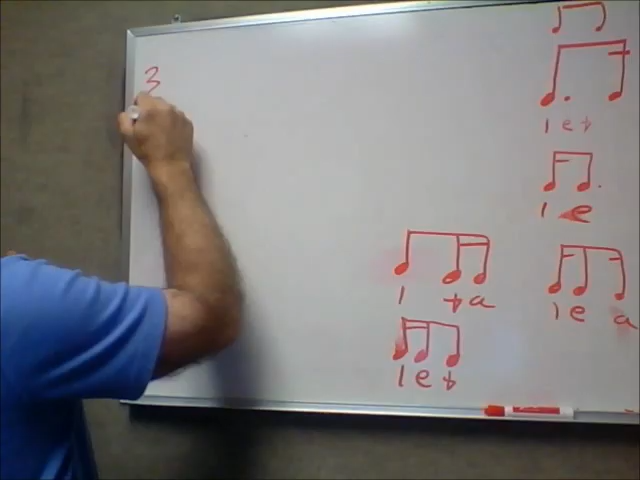 3
1 e +
1 e
1 + a
1 e a
1 e +